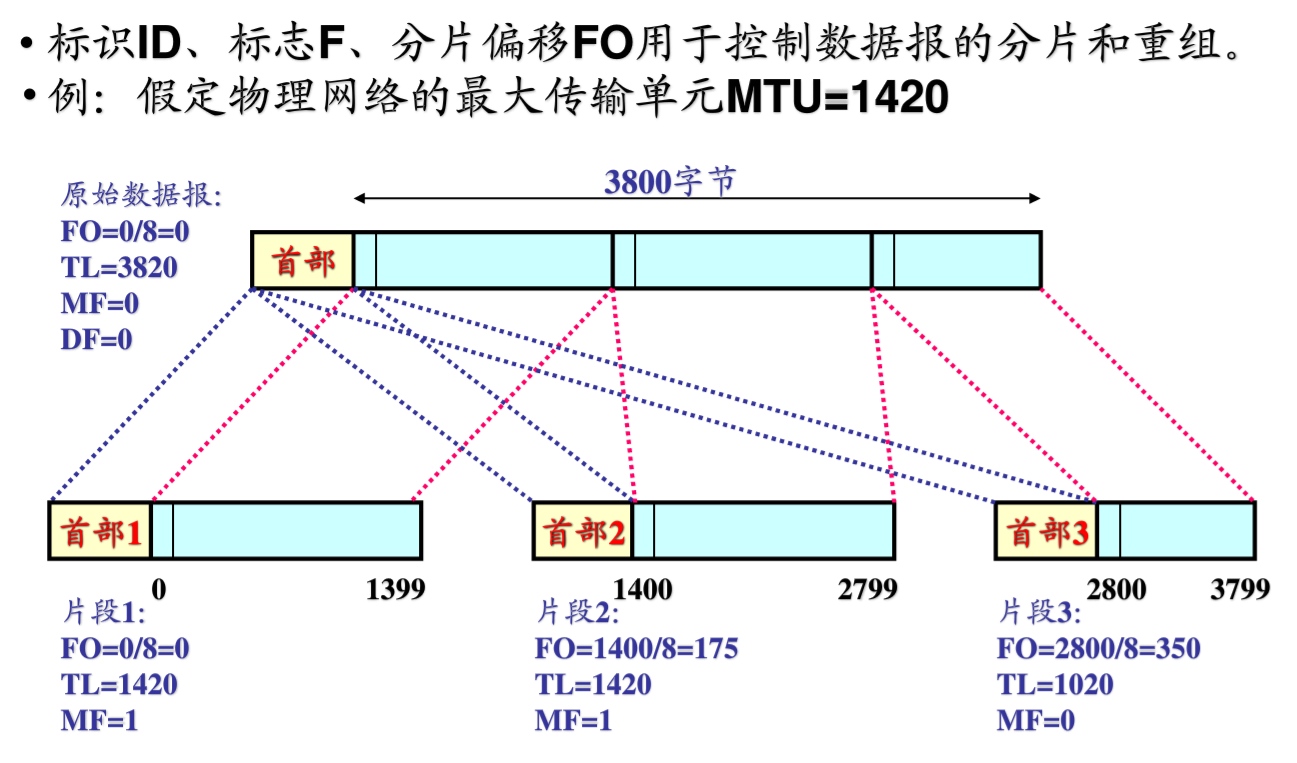 • 标识ID、标志F、分片偏移FO用于控制数据报的分片和重组。
• 例：假定物理网络的最大传输单元MTU=1420
3800字节
原始数据报:
FO=0/8=0
TL=3820
MF=0
DF=0
首部
首部1
首部2
首部3
0
1399
1400
2799
2800
3799
片段1:
FO=0/8=0
TL=1420
MF=1
片段2:
FO=1400/8=175
TL=1420
MF=1
片段3:
FO=2800/8=350
TL=1020
MF=0